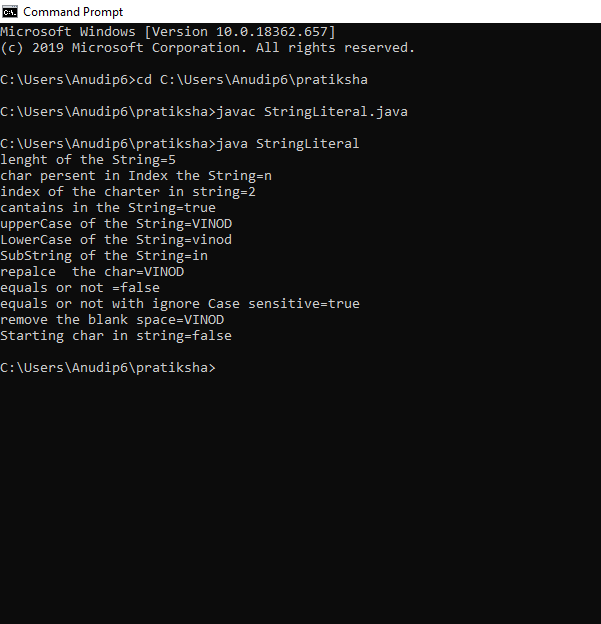 Command Prompt
Microsoft Windows [Version 10.0.18362.657]
(c) 2019 Microsoft Corporation. All rights reserved.
C:\Users\Anudip6>cd C:\Users\Anudip6\pratiksha
C:\Users\Anudip6\pratiksha>javac StringLiteral.java
C:\Users\Anudip6\pratiksha>java StringLiteral
lenght of the String=5
char persent in Index the String=n
index of the charter in string=2
cantains in the String=true
upperCase of the String=VINOD
LowerCase of the String=vinod
SubString of the String=in
repalce  the char=VINOD
equals or not =false
equals or not with ignore Case sensitive=true
remove the blank space=VINOD
Starting char in string=false
C:\Users\Anudip6\pratiksha>